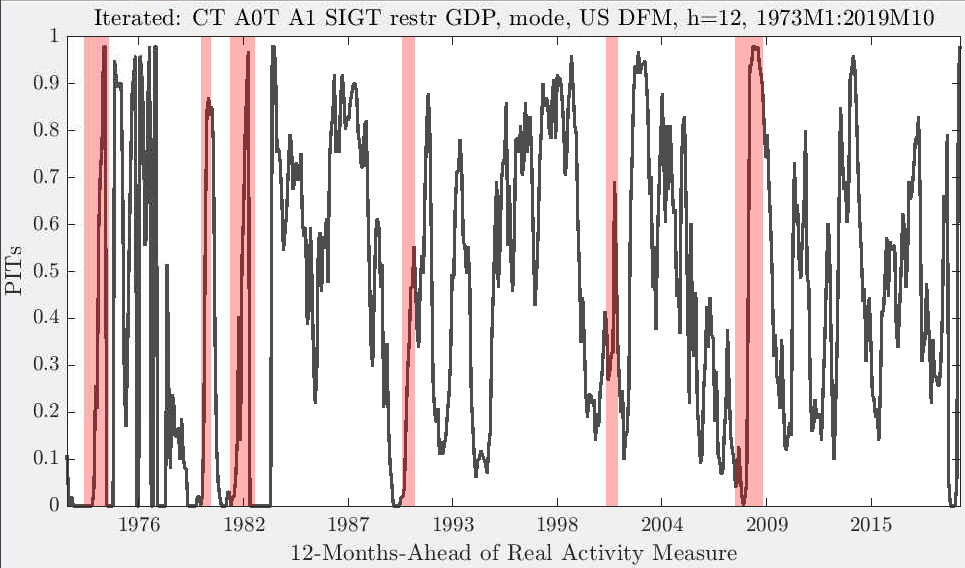 Iterated: CT A0T A1 SIGT restr GDP, mode, US DFM, h=12, 1973M1:2019M10
1
0.9
0.8
0.7
0.6
0.5
0.4
0.3
0.2
0.1
0
PITs
1976 1982 1987 1993 1998 2004 2009 2015
12-Months-Ahead of Real Activity Measure